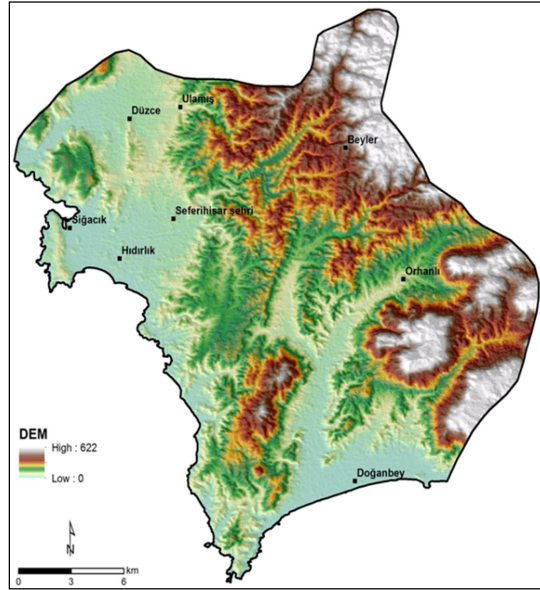 Ulamış
Düzce
Beyler
Seferihisar şehri
Sığacık
Hıdırlık
Orhanlı
DEM
High : 622
Low : 0
Doğanbey
N
km
0 3 6